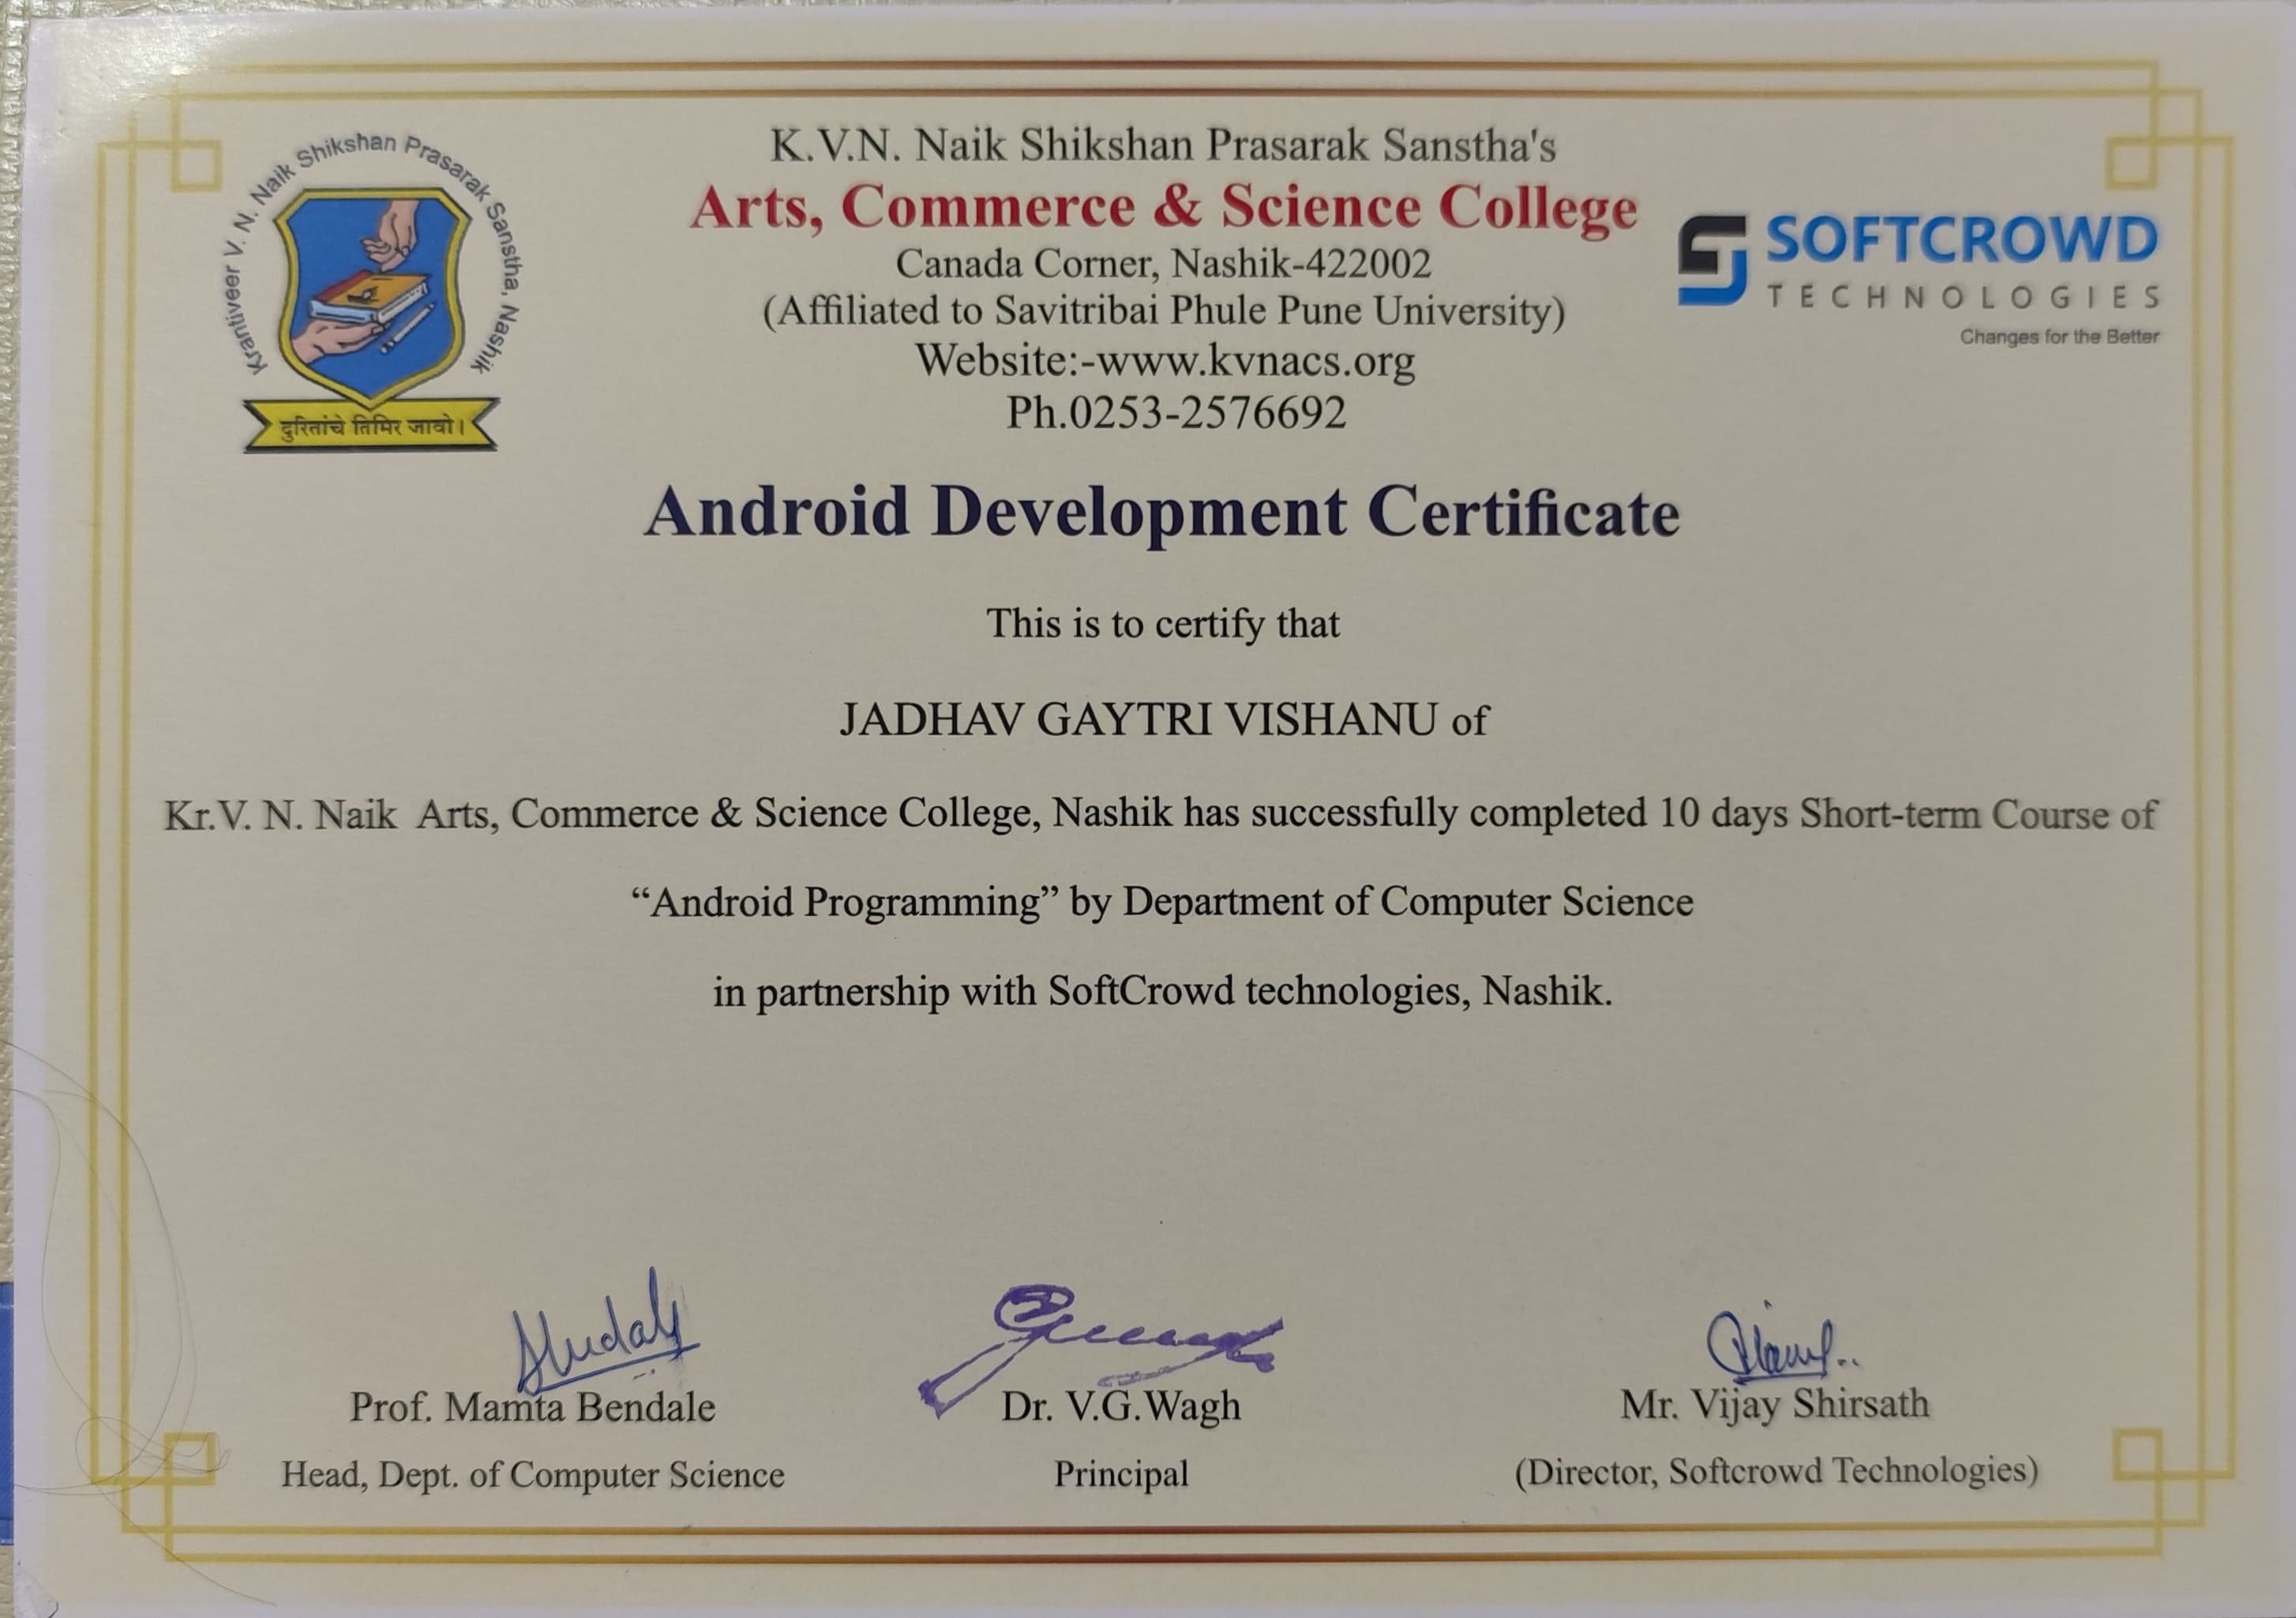 Krantiveer V. N. Naik Shikshan Prasarak Sanstha, Nashik
दुरितांचे तिमिर जावो।
K.V.N. Naik Shikshan Prasarak Sanstha's
Arts, Commerce & Science College
Canada Corner, Nashik-422002
(Affiliated to Savitribai Phule Pune University)
Website:-www.kvnacs.org
Ph.0253-2576692
SOFTCROWD
TECHNOLOGIES
Changes for the Better
Android Development Certificate
This is to certify that
JADHAV GAYTRI VISHANU of
Kr.V. N. Naik Arts, Commerce & Science College, Nashik has successfully completed 10 days Short-term Course of
“Android Programming” by Department of Computer Science
in partnership with SoftCrowd technologies, Nashik.
Prof. Mamta Bendale
Head, Dept. of Computer Science
Dr. V.G.Wagh
Principal
Mr. Vijay Shirsath
(Director, Softcrowd Technologies)